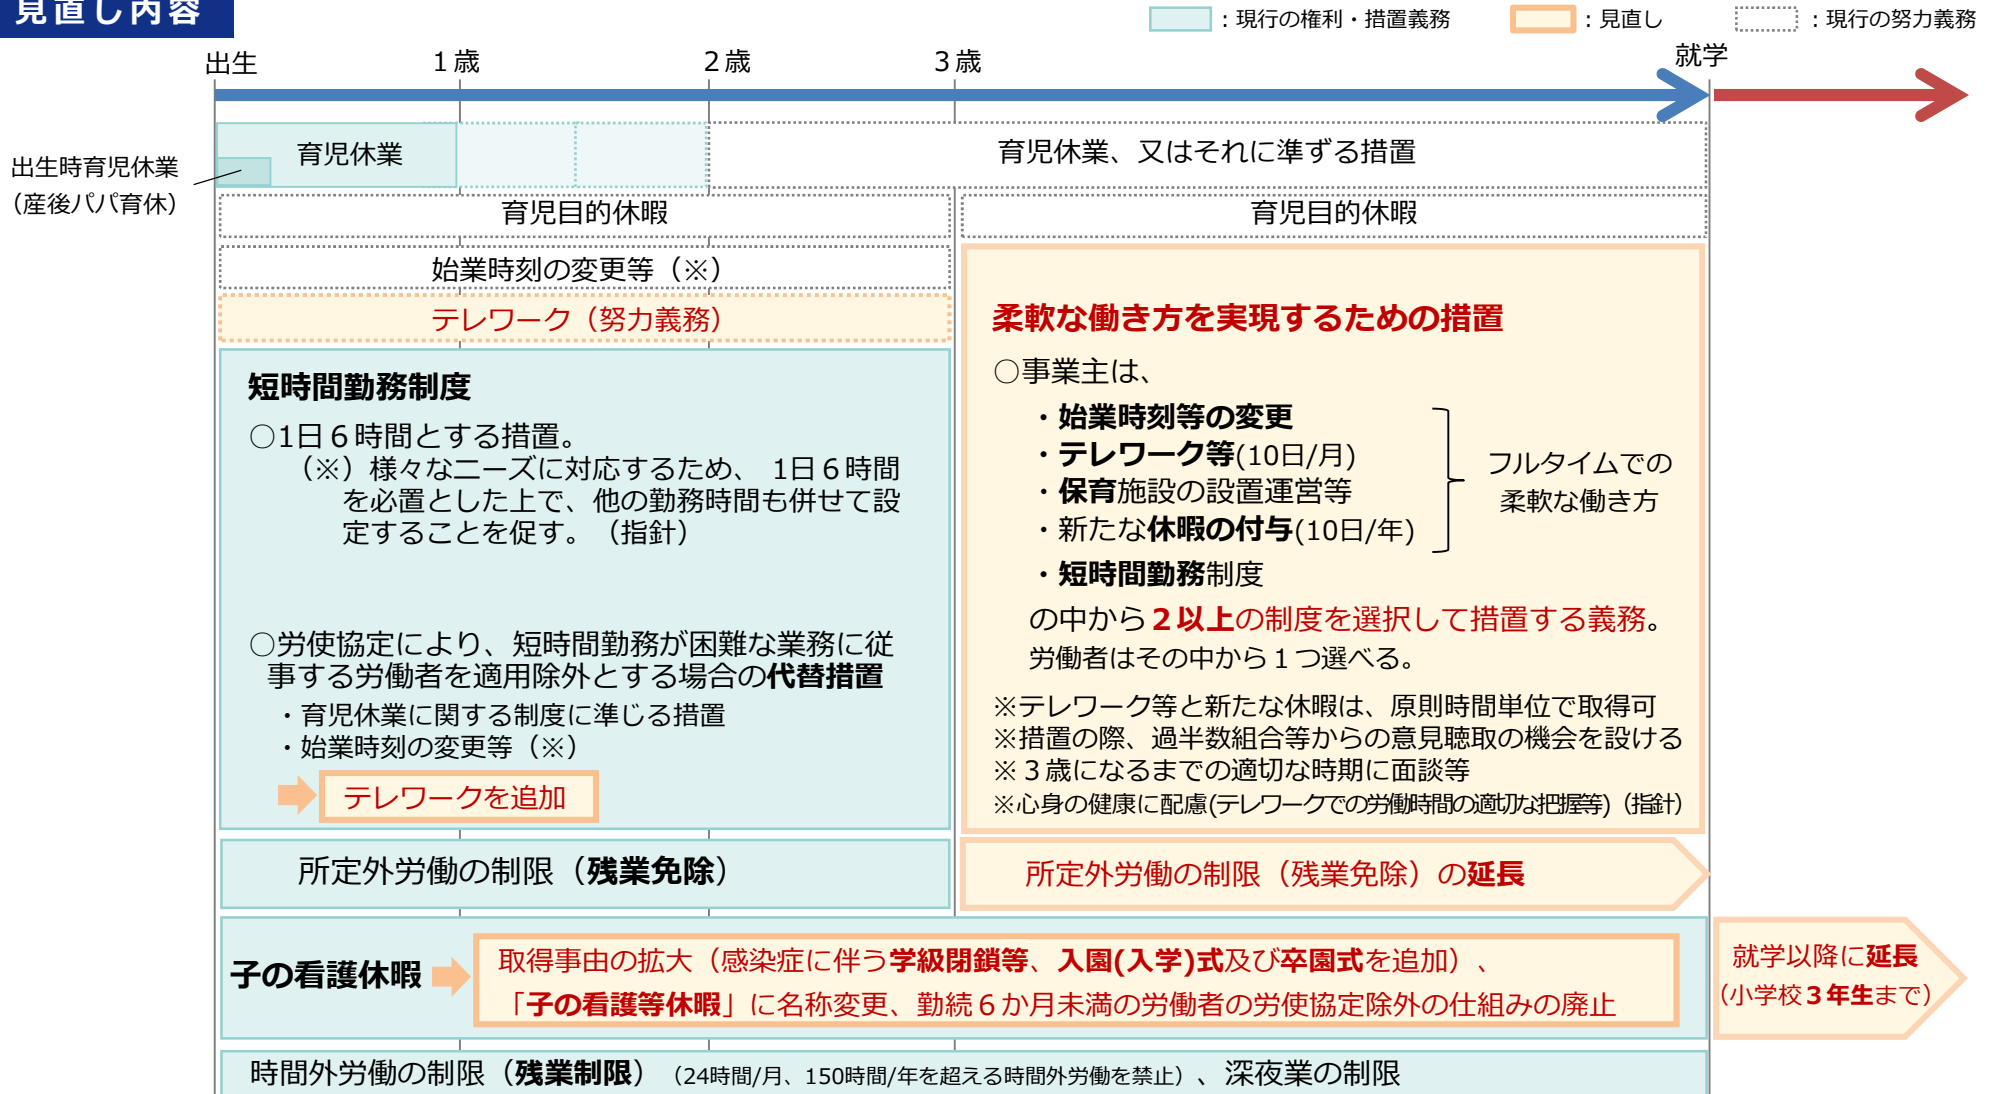 見直し内容
：現行の権利・措置義務
：見直し
：現行の努力義務
出生
１歳
２歳
３歳
就学
育児休業
育児休業、又はそれに準ずる措置
出生時育児休業
（産後パパ育休）
育児目的休暇
育児目的休暇
始業時刻の変更等（※）
テレワーク（努力義務）
短時間勤務制度
○1日６時間とする措置。
（※）様々なニーズに対応するため、 1日６時間
を必置とした上で、他の勤務時間も併せて設
定することを促す。（指針）
○労使協定により、短時間勤務が困難な業務に従
事する労働者を適用除外とする場合の代替措置
・育児休業に関する制度に準じる措置
・始業時刻の変更等（※）
テレワークを追加
柔軟な働き方を実現するための措置
○事業主は、
・始業時刻等の変更
・テレワーク等(10日/月)
・保育施設の設置運営等
・新たな休暇の付与(10日/年)
・短時間勤務制度
フルタイムでの
柔軟な働き方
の中から２以上の制度を選択して措置する義務。
労働者はその中から１つ選べる。
※テレワーク等と新たな休暇は、原則時間単位で取得可
※措置の際、過半数組合等からの意見聴取の機会を設ける
※３歳になるまでの適切な時期に面談等
※心身の健康に配慮(テレワークでの労働時間の適切な把握等)（指針）
所定外労働の制限（残業免除）
所定外労働の制限（残業免除）の延長
子の看護休暇
取得事由の拡大（感染症に伴う学級閉鎖等、入園(入学)式及び卒園式を追加）、
「子の看護等休暇」に名称変更、勤続６か月未満の労働者の労使協定除外の仕組みの廃止
就学以降に延長
（小学校３年生まで）
時間外労働の制限（残業制限）（24時間/月、150時間/年を超える時間外労働を禁止）、深夜業の制限